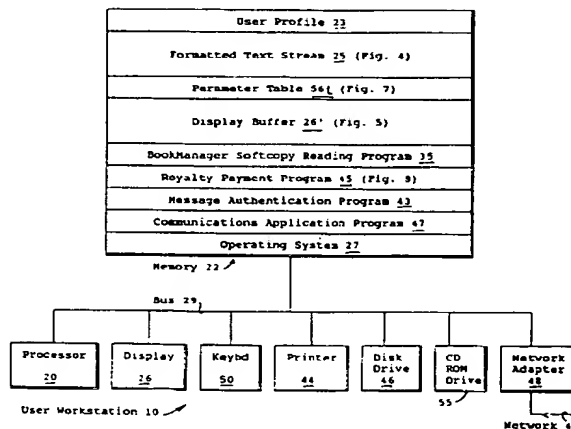 User Profile 23
Formatted Text Stream 25 (Fig. 4)
Parameter Table 56 (Fig. 7)
Display Buffer 26' (Fig. 5)
BookManager Softcopy Reading Program 35
Royalty Payment Program 45 (Fig. 9)
Message Authentication Program 43
Communications Application Program 47
Operating System 27
Memory 22
Bus 29
Processor 20
Display 26
Keybd 50
Printer 44
Disk Drive 46
CD ROM Drive 55
Network Adapter 48
User Workstation 10
Network